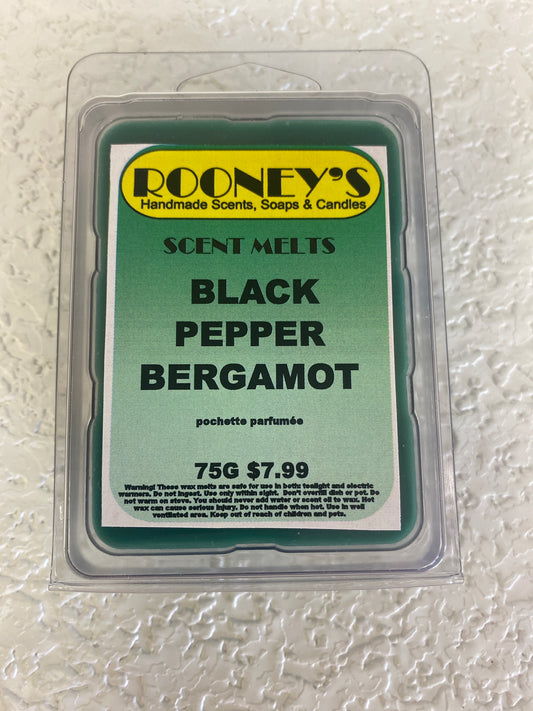 ROONEY'S
Handmade Scents, Soaps & Candles
SCENT MELTS
BLACK
PEPPER
BERGAMOT
pochette parfumée
75G $7.99
Warning! These wax melts are safe for use in both: tealight and electric
warmers. Do not ingest. Use only within sight. Don't overfill dish or pot. Do
not warm on stove. You should never add water or scent oil to wax. Hot
wax can cause serious injury. Do not handle when hot. Use in well
ventilated area. Keep out of reach of children and pets.